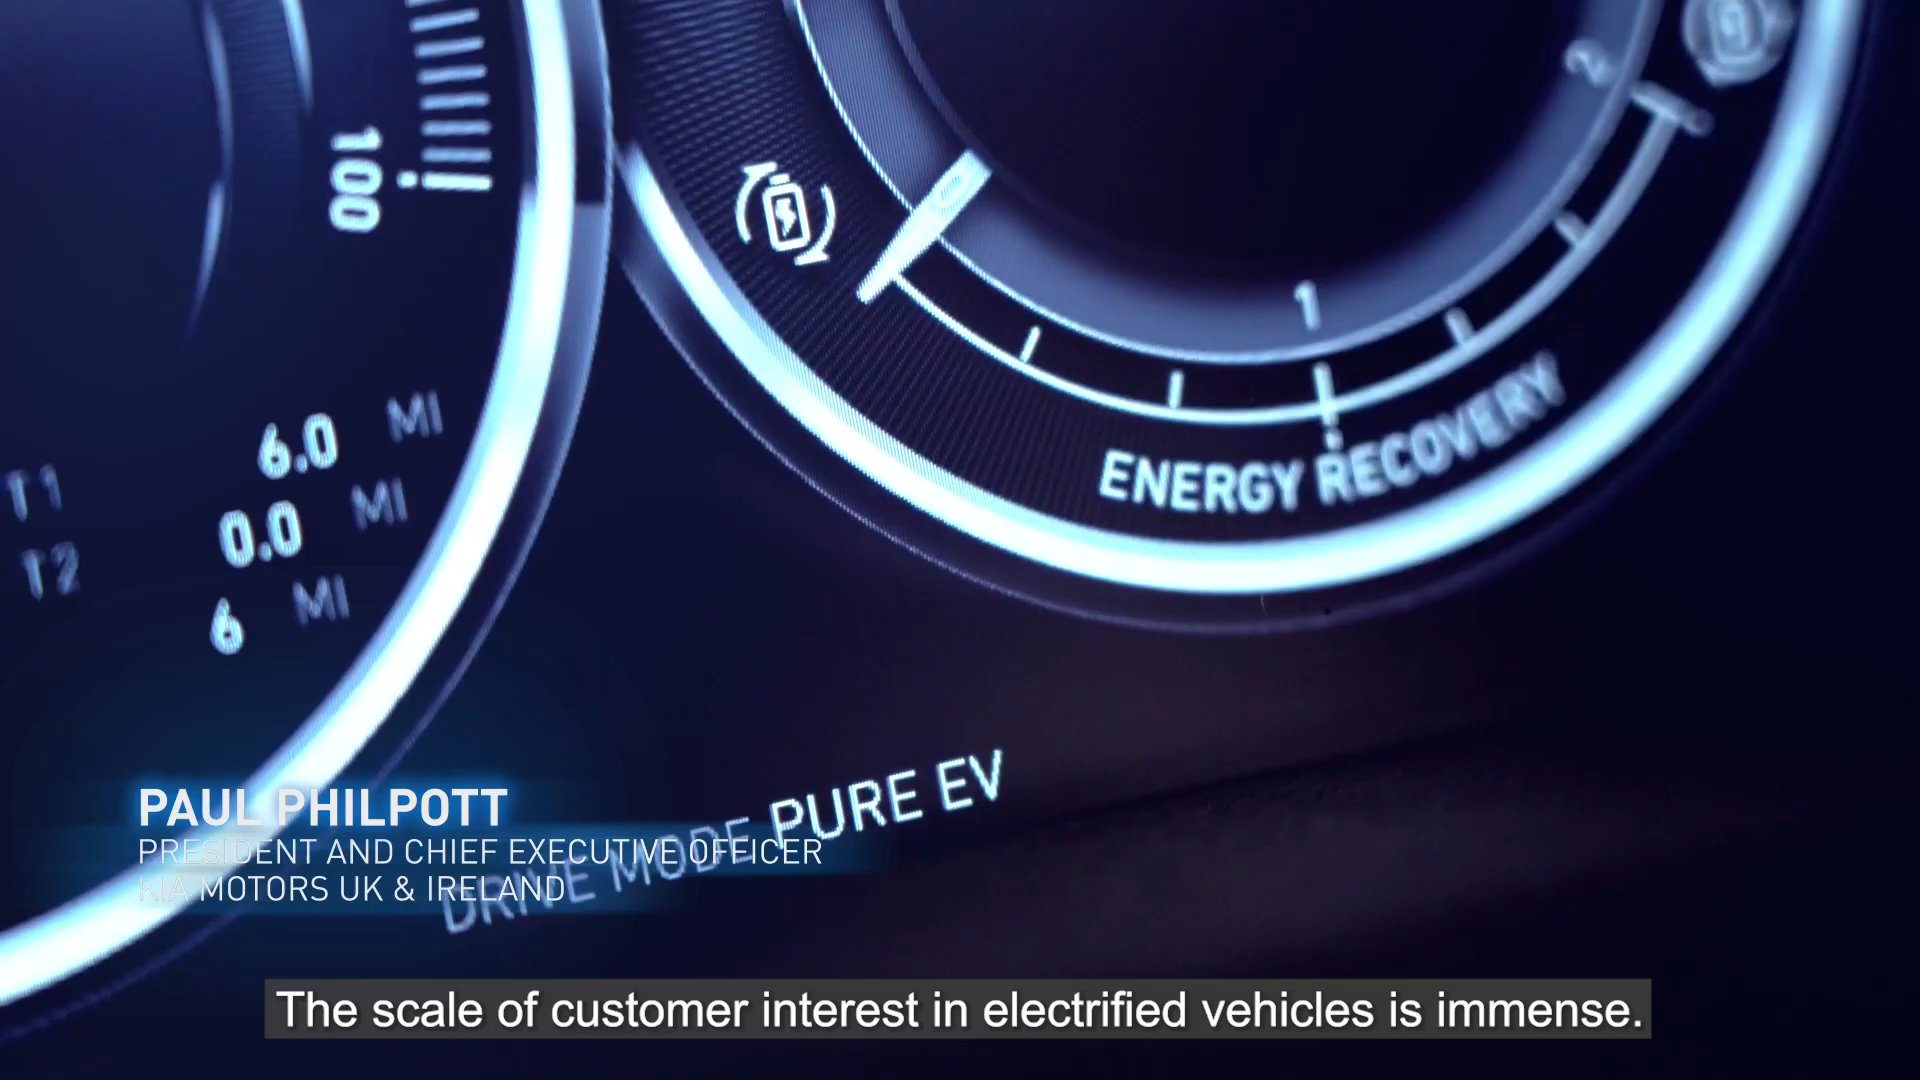 2
100
1
6.0 MI
ENERGY RECOVERY
T1 0.0 MI
T2 6 MI
DRIVE MODE PURE EV
PAUL PHILPOTT
PRESIDENT AND CHIEF EXECUTIVE OFFICER
KIA MOTORS UK & IRELAND
The scale of customer interest in electrified vehicles is immense.